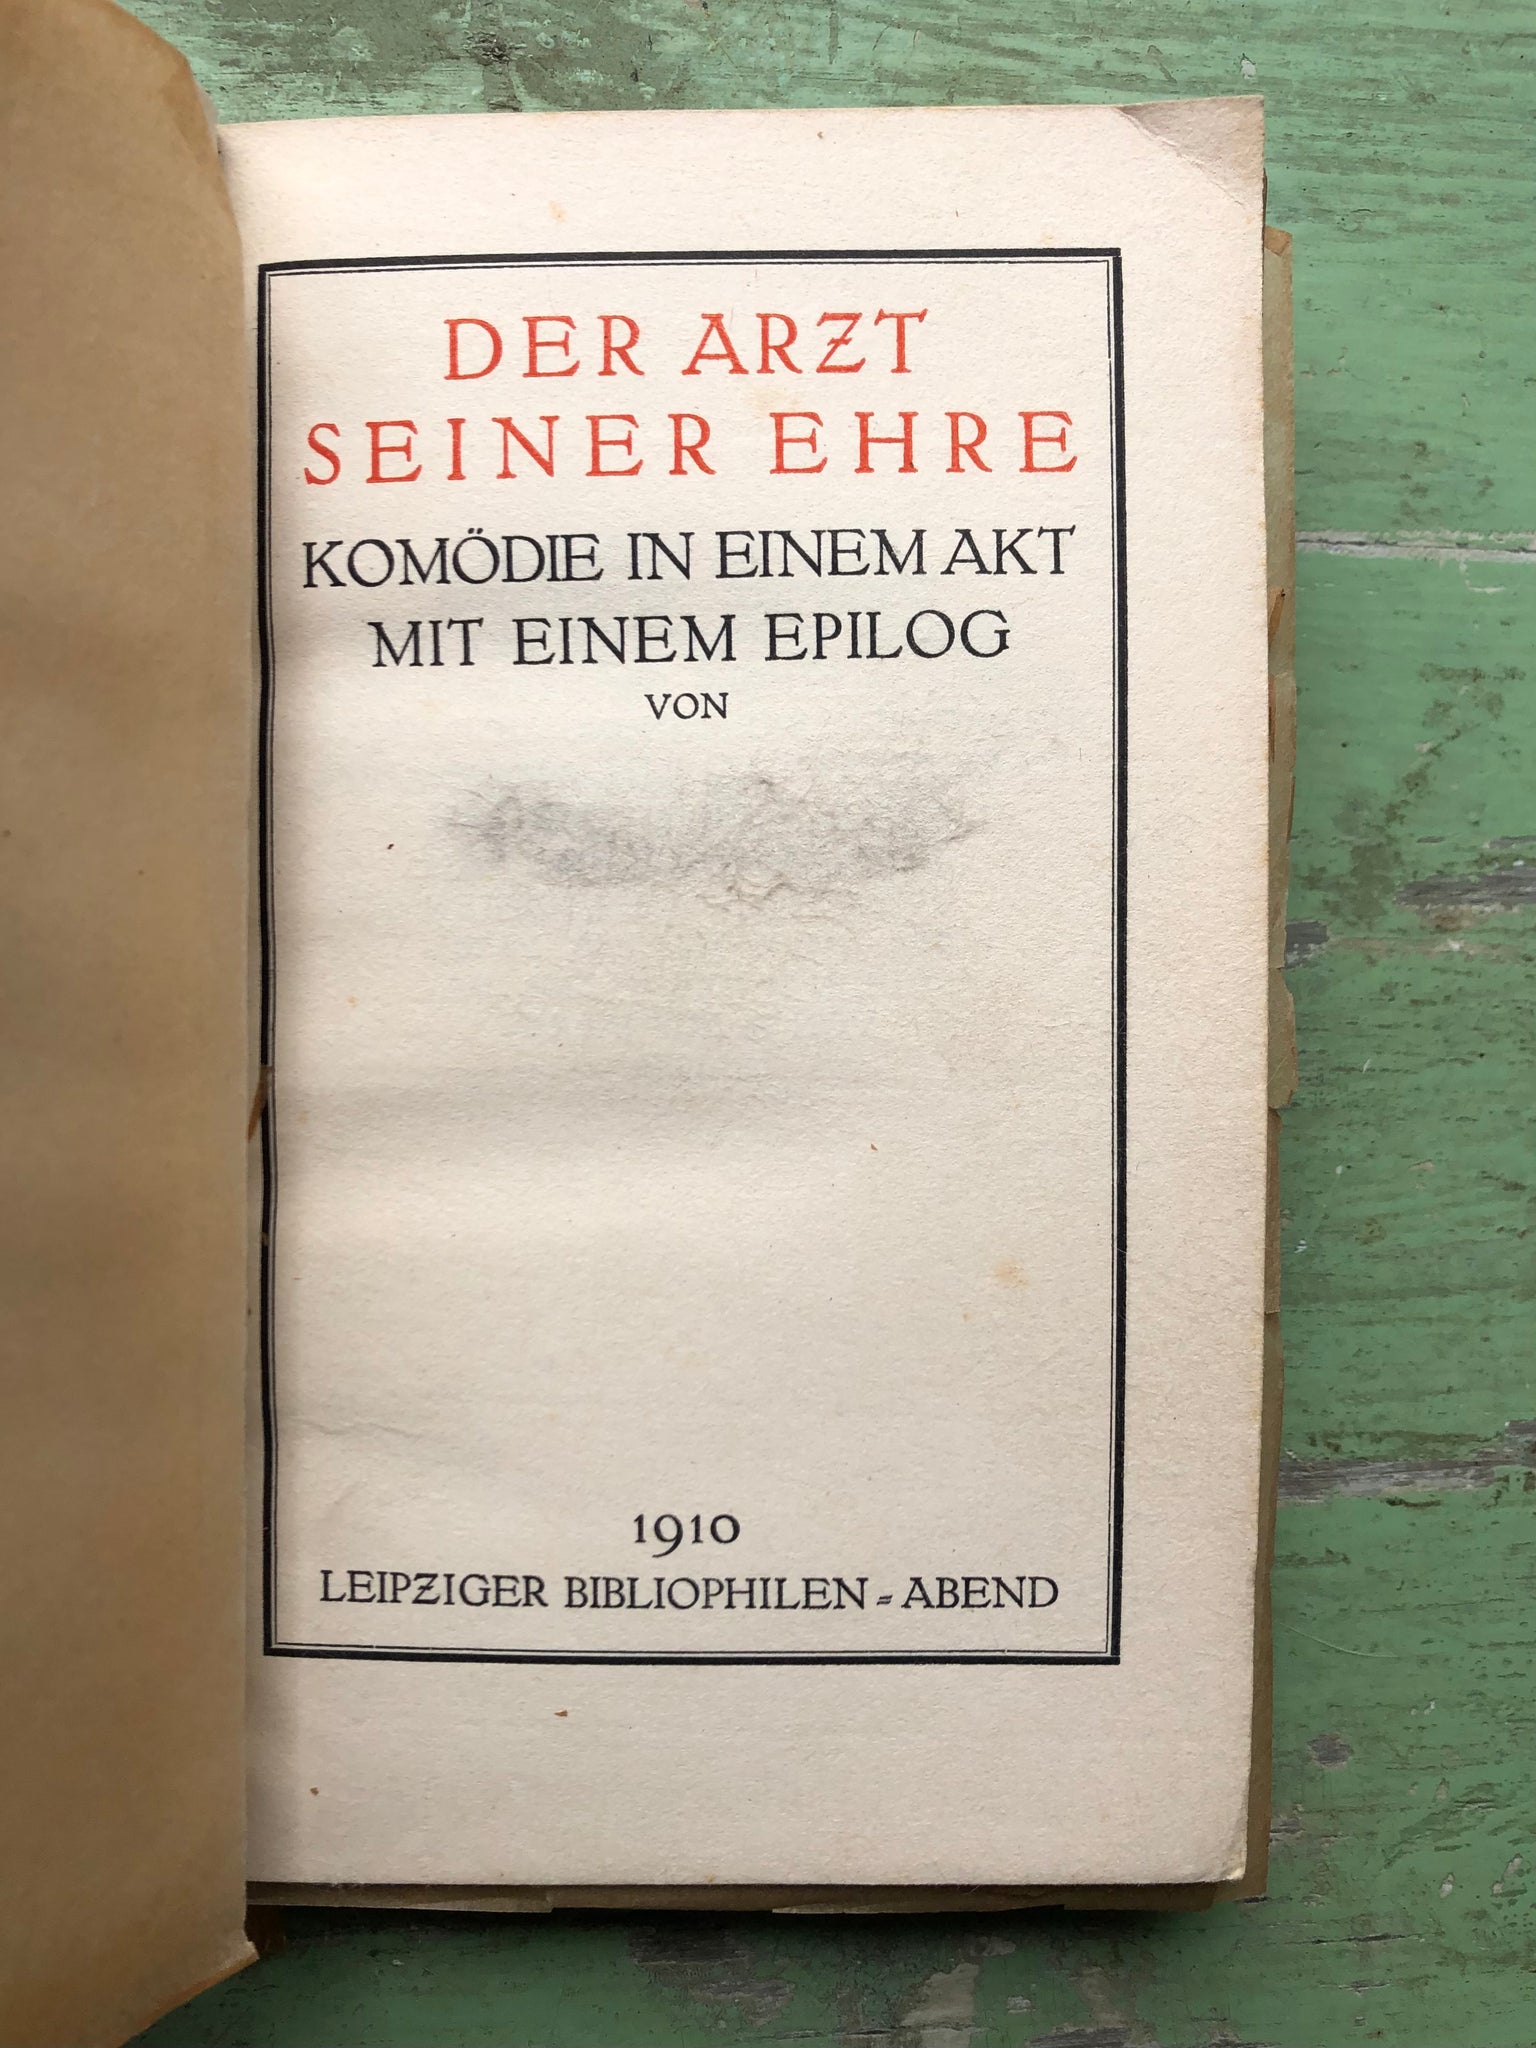 DER ARZT
SEINER EHRE
KOMÖDIE IN EINEM AKT
MIT EINEM EPILOG
VON
1910
LEIPZIGER BIBLIOPHILEN-ABEND